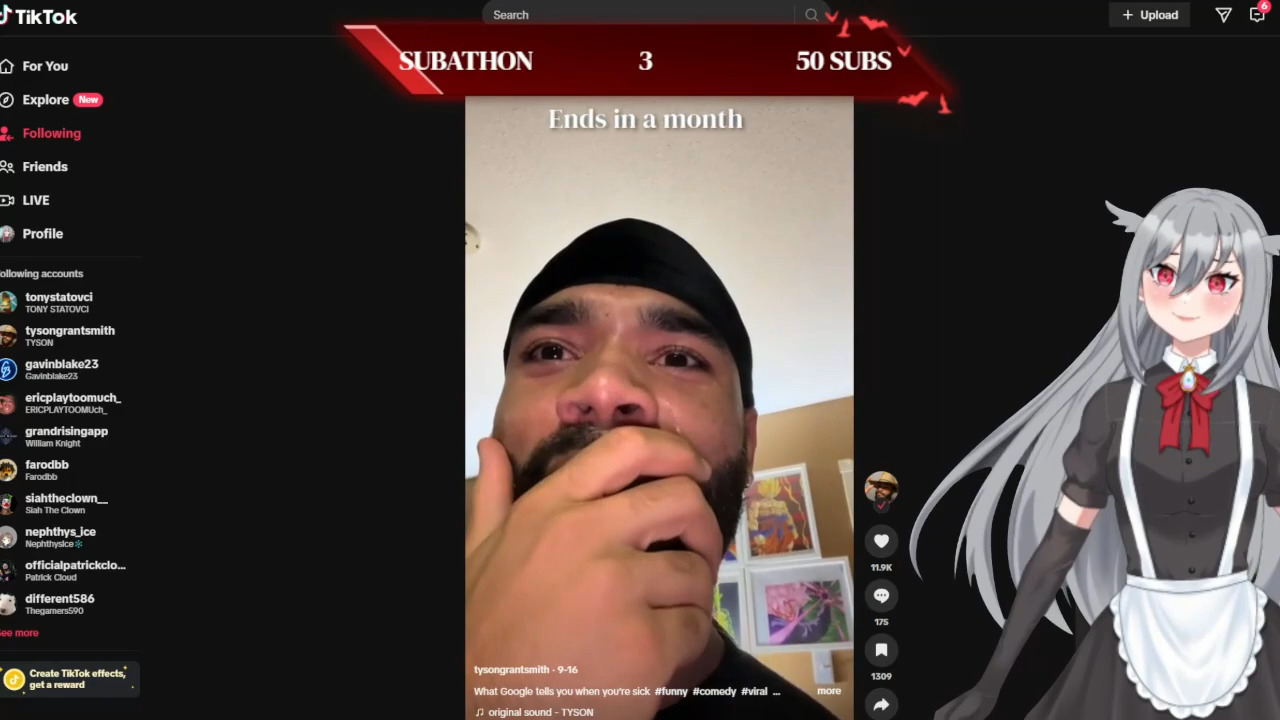 TikTok
Search
Upload
6
SUBATHON 3 50 SUBS
Ends in a month
For You
Explore New
Following
Friends
LIVE
Profile
ollowing accounts
tonystatovci
TONY STATOVCI
tysongrantsmith
TYSON
gavinblake23
Gavinblake23
ericplaytoomuch_
ERICPLAYTOOMUch_
grandrisingapp
William Knight
farodbb
Farodbb
siahtheclown__
Siah The Clown
nephthys_ice
NephthysIce
officialpatrickclo...
Patrick Cloud
different586
Thegamers590
ee more
Create TikTok effects,
get a reward
11.9K
175
1309
tysongrantsmith · 9-16
What Google tells you when you're sick #funny #comedy #viral ... more
original sound - TYSON